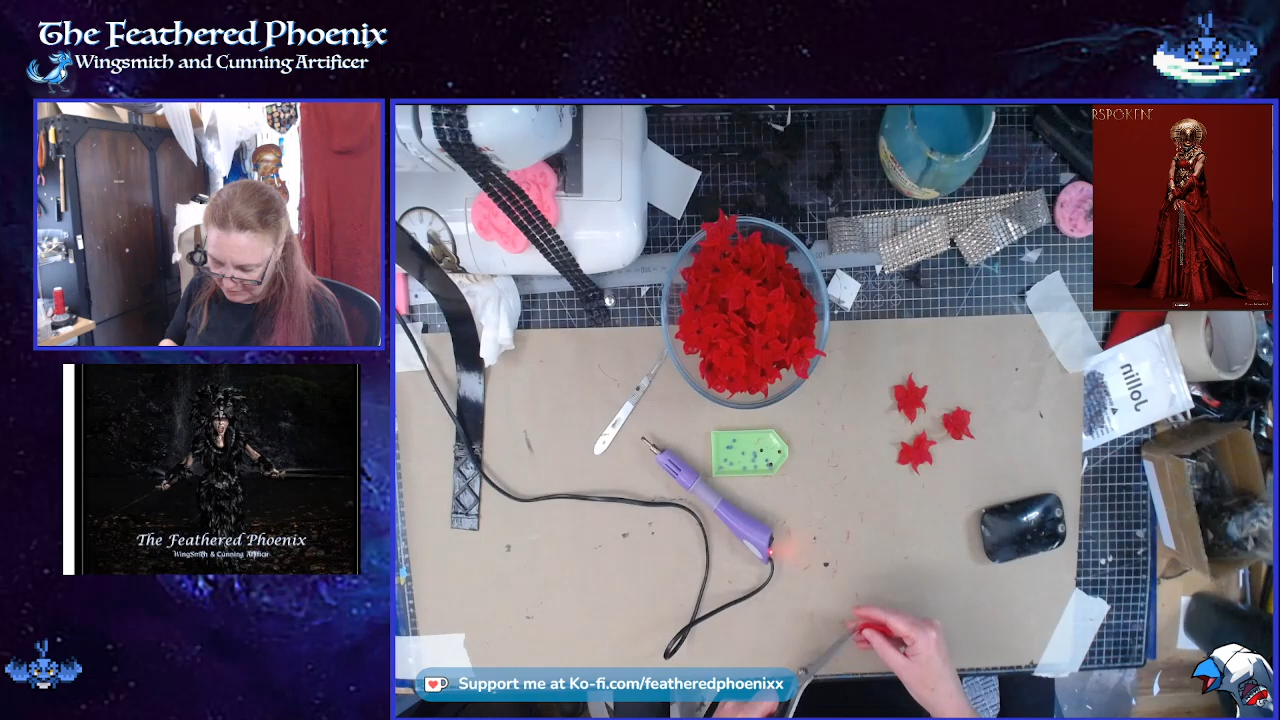 The Feathered Phoenix
Wingsmith and Cunning Artificer
RSPOKEN
nillot
The Feathered Phoenix
WingSmith & Cunning Artificer
Support me at Ko-fi.com/featheredphoenixx